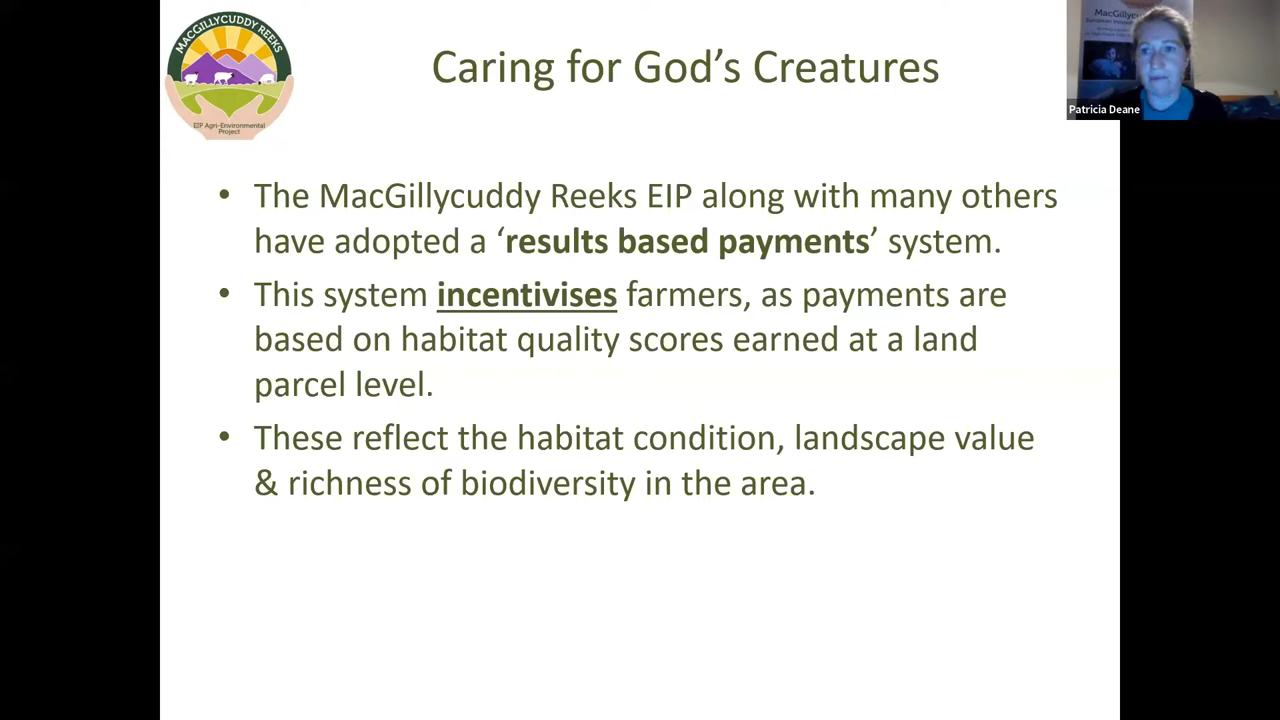 MACGILLYCUDDY REEKS
EIP Agri-Environmental
Project
Caring for God's Creatures
Patricia Deane
• The MacGillycuddy Reeks EIP along with many others
have adopted a ‘results based payments’ system.
• This system incentivises farmers, as payments are
based on habitat quality scores earned at a land
parcel level.
• These reflect the habitat condition, landscape value
& richness of biodiversity in the area.